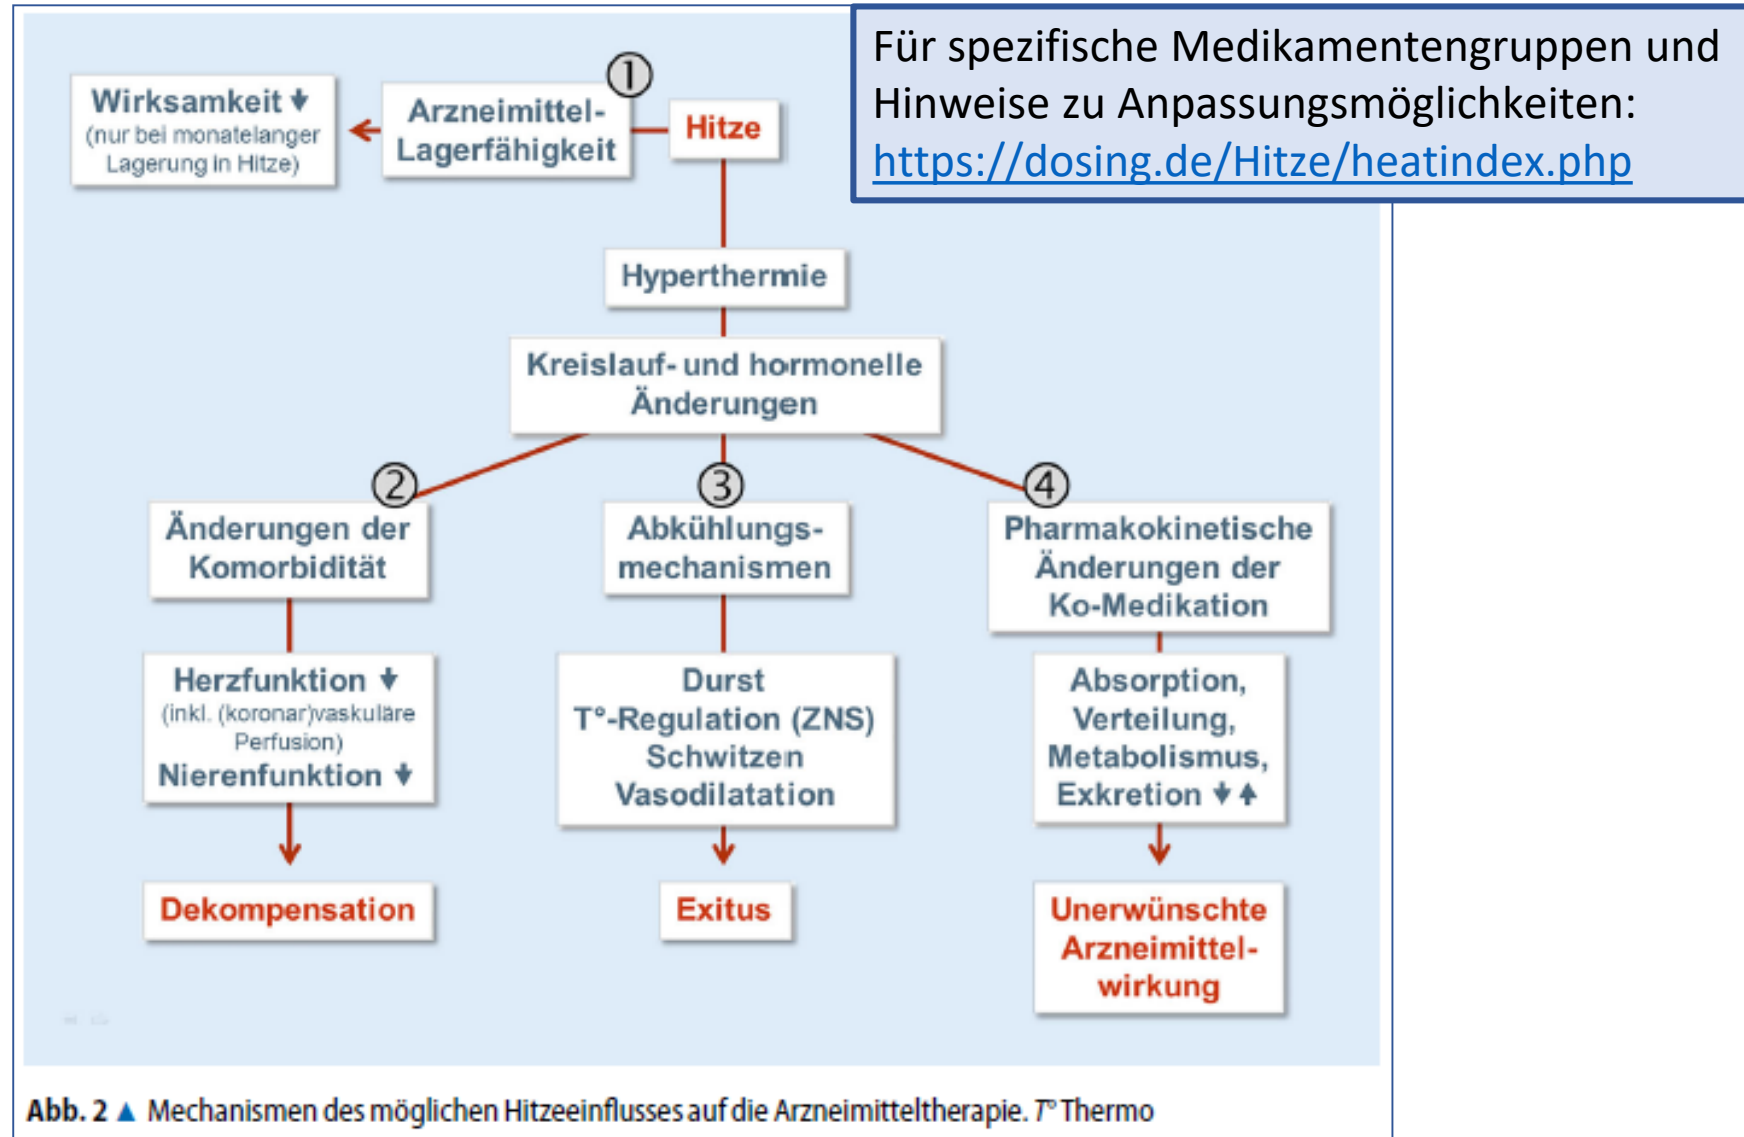 Für spezifische Medikamentengruppen und
Hinweise zu Anpassungsmöglichkeiten:
https://dosing.de/Hitze/heatindex.php
Wirksamkeit ↓
(nur bei monatelanger
Lagerung in Hitze)
①
Arzneimittel-
Lagerfähigkeit
Hitze
Hyperthermie
Kreislauf- und hormonelle
Änderungen
②
Änderungen der
Komorbidität
Herzfunktion ↓
(inkl. (koronar)vaskuläre
Perfusion)
Nierenfunktion ↓
Dekompensation
③
Abkühlungs-
mechanismen
Durst
T°-Regulation (ZNS)
Schwitzen
Vasodilatation
Exitus
④
Pharmakokinetische
Änderungen der
Ko-Medikation
Absorption,
Verteilung,
Metabolismus,
Exkretion ↓ ↑
Unerwünschte
Arzneimittel-
wirkung
Abb. 2 ▲ Mechanismen des möglichen Hitzeeinflusses auf die Arzneimitteltherapie. T° Thermo